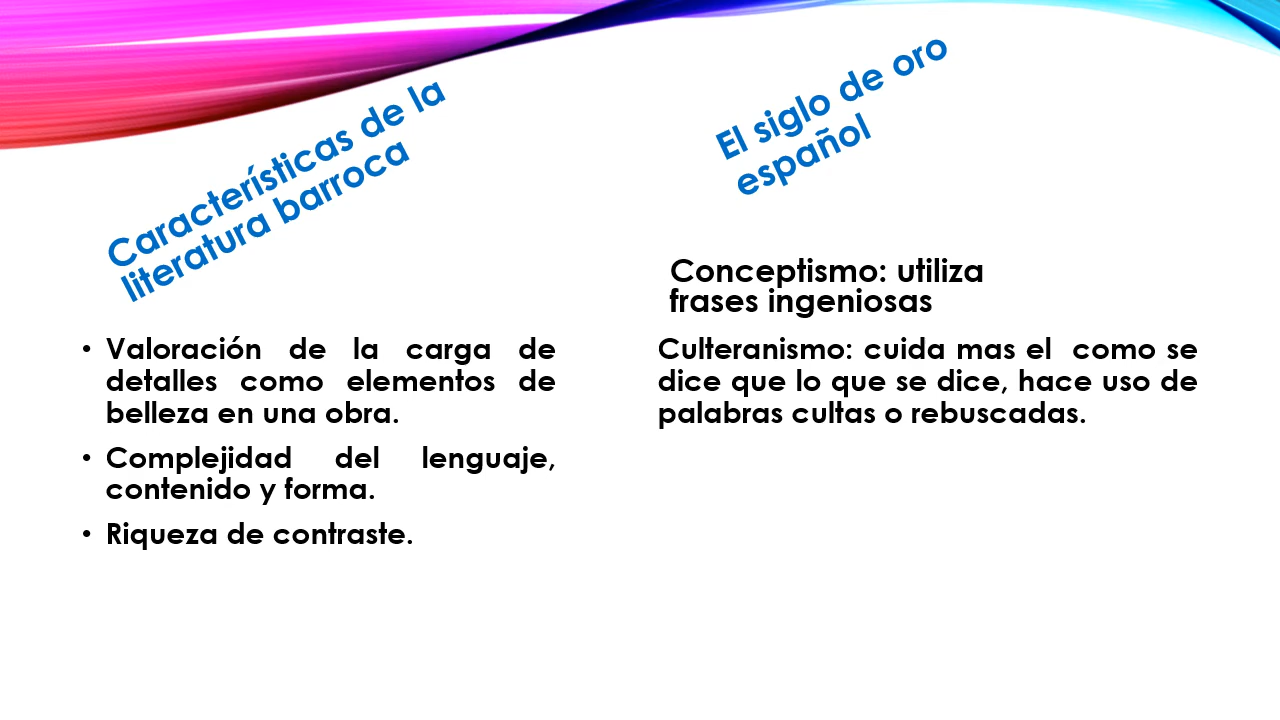 Características de la
literatura barroca
• Valoración de la carga de
detalles como elementos de
belleza en una obra.
• Complejidad del lenguaje,
contenido y forma.
• Riqueza de contraste.
El siglo de oro
español
Conceptismo: utiliza
frases ingeniosas
Culteranismo: cuida mas el  como se
dice que lo que se dice, hace uso de
palabras cultas o rebuscadas.